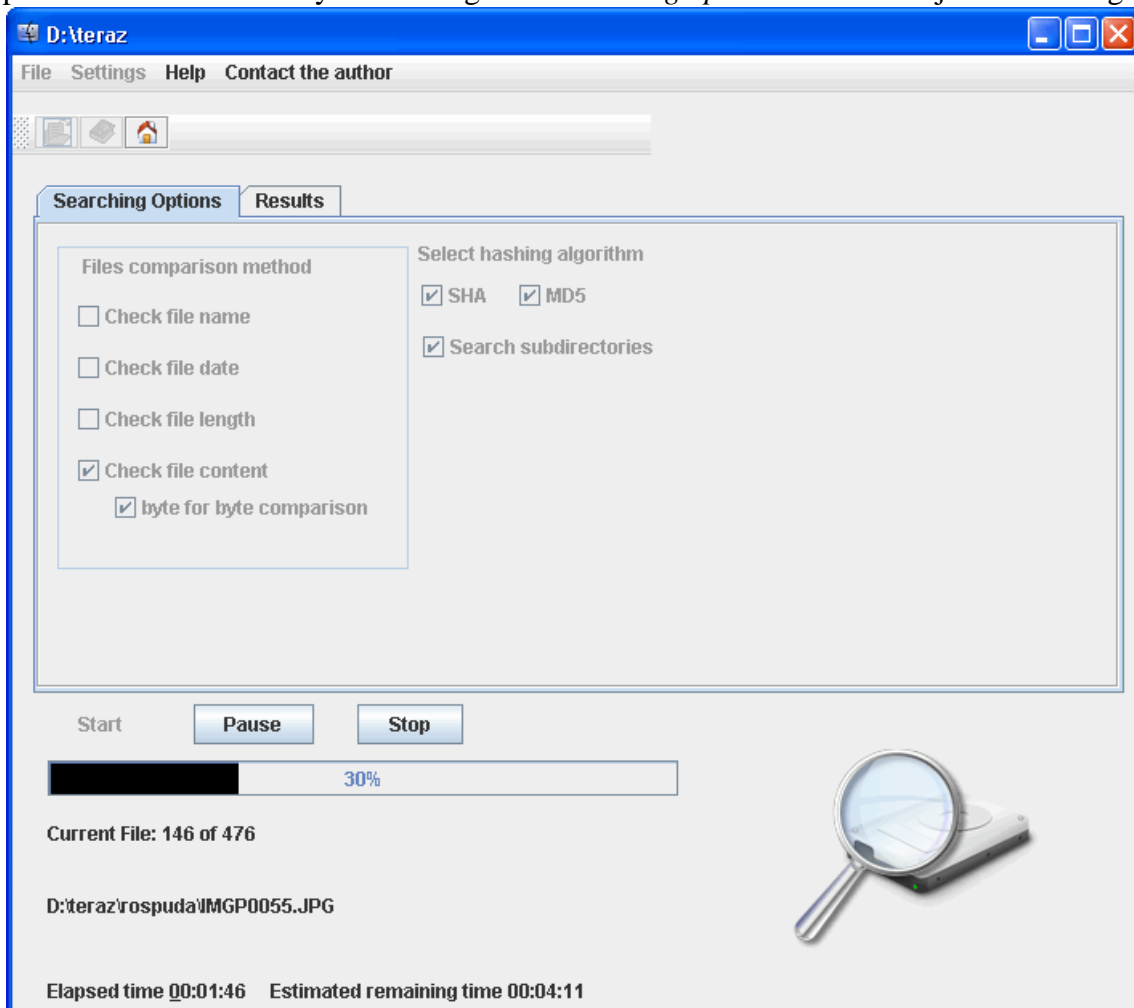 D:\teraz
File Settings Help Contact the author
Searching Options Results
Files comparison method
Select hashing algorithm
Check file name
SHA MD5
Check file date
Search subdirectories
Check file length
Check file content
byte for byte comparison
Start Pause Stop
30%
Current File: 146 of 476
D:\teraz\rospuda\IMGP0055.JPG
Elapsed time 00:01:46 Estimated remaining time 00:04:11